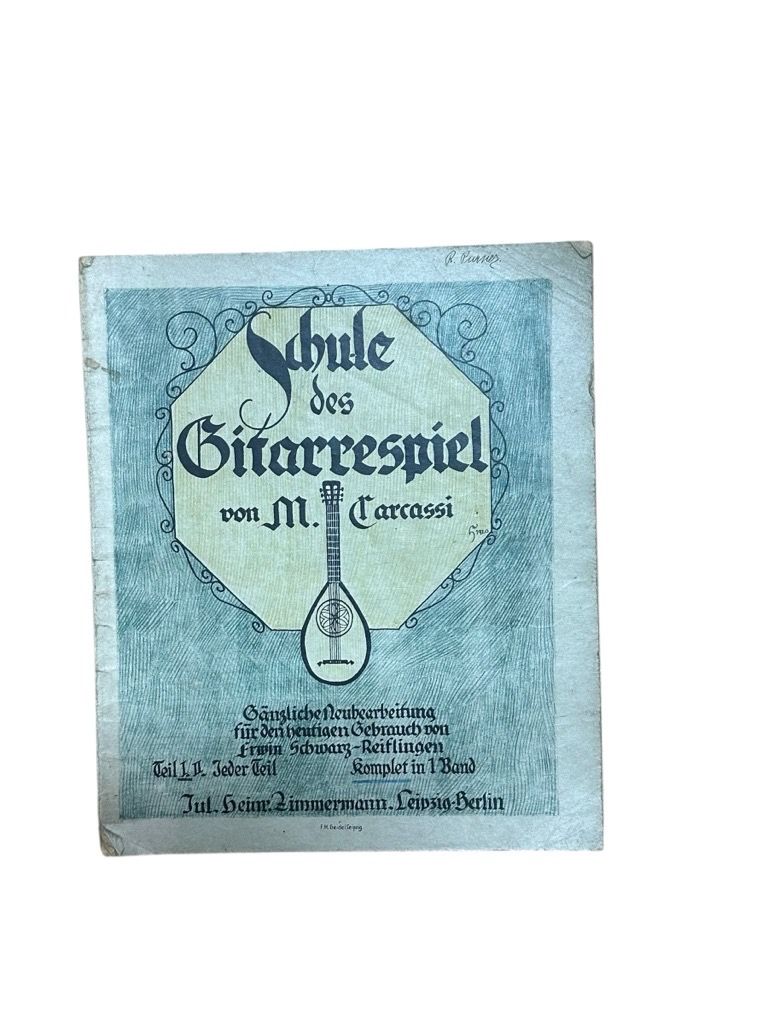 Schule
des
Gitarrespiel
von M. Carcassi
Gänzliche Neubearbeitung
für den heutigen Gebrauch von
Erwin Schwarz-Reiflingen
Teil I. II. Jeder Teil Komplet in 1 Band
Jul. Heinr. Zimmermann. Leipzig-Berlin